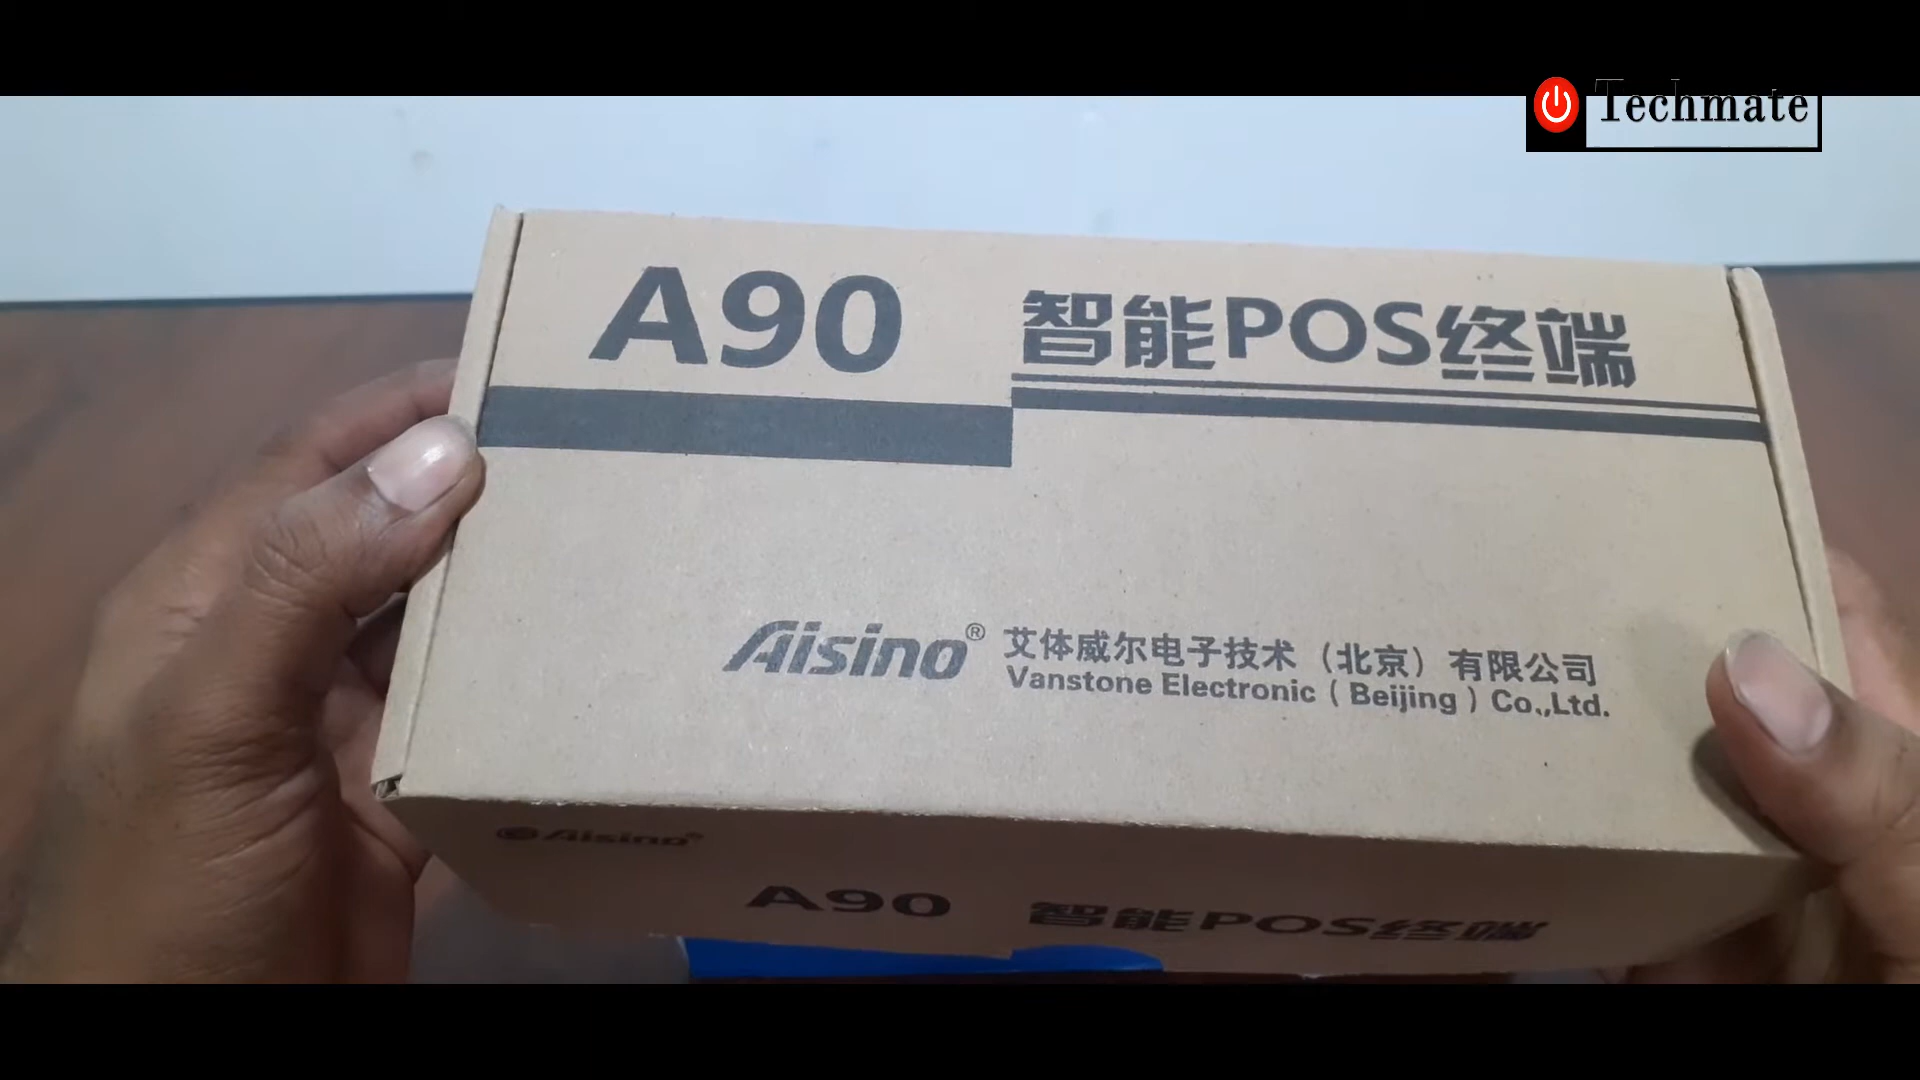 Techmate
A90 智能POS终端
Aisino® 艾体威尔电子技术（北京）有限公司
Vanstone Electronic ( Beijing ) Co.,Ltd.
Aisino®
A90 智能POS终端